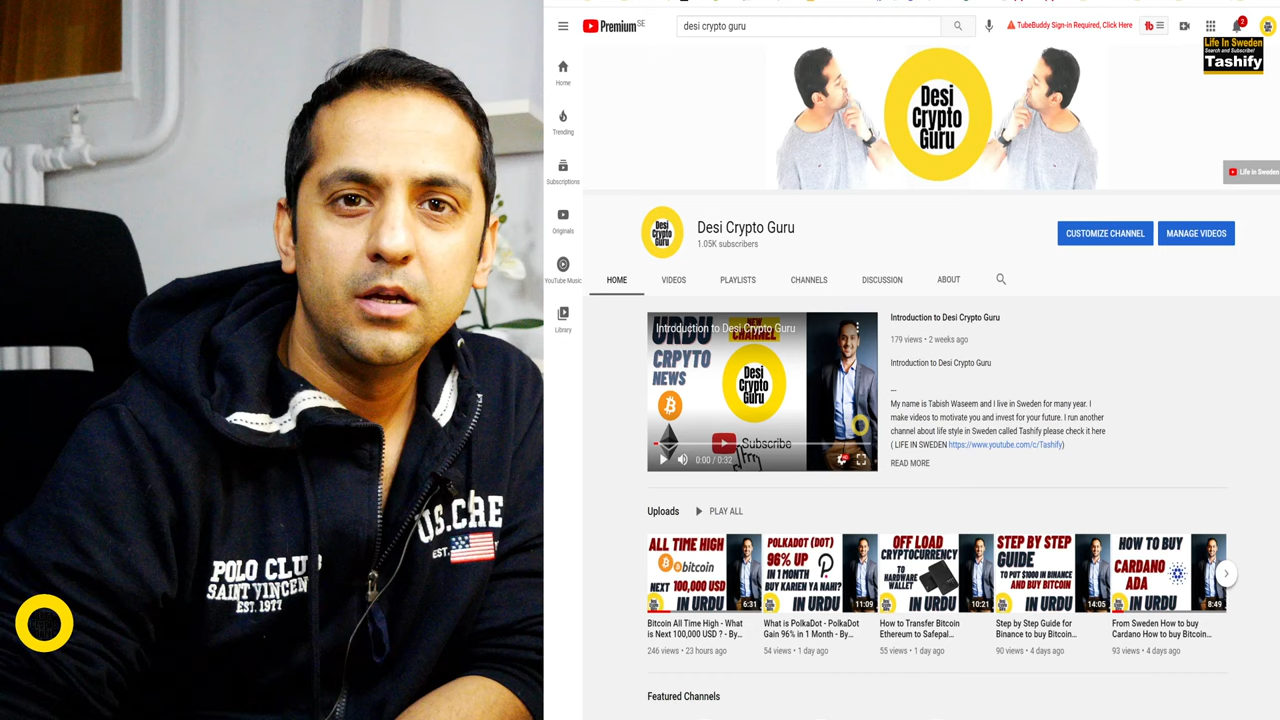 POLO CLUB
SAINT VINCEN
EST. 1977
U.S.CRE
EST.
Premium SE
desi crypto guru
TubeBuddy Sign-in Required, Click Here
tb
2
Life In Sweden
Search and Subscribe!
Tashify
Home
Trending
Subscriptions
Originals
YouTube Music
Library
Desi
Crypto
Guru
Life in Sweden
Desi
Crypto
Guru
Desi Crypto Guru
1.05K subscribers
CUSTOMIZE CHANNEL
MANAGE VIDEOS
HOME
VIDEOS
PLAYLISTS
CHANNELS
DISCUSSION
ABOUT
Introduction to Desi Crypto Guru
URDU
NEW
CHANNEL
CRPYTO
NEWS
Desi
Crypto
Guru
Subscribe
0:00 / 0:32
Introduction to Desi Crypto Guru
179 views • 2 weeks ago
Introduction to Desi Crypto Guru
---
My name is Tabish Waseem and I live in Sweden for many year. I
make videos to motivate you and invest for your future. I run another
channel about life style in Sweden called Tashify please check it here
( LIFE IN SWEDEN https://www.youtube.com/c/Tashify)
READ MORE
Uploads
PLAY ALL
ALL TIME HIGH
bitcoin
NEXT 100,000 USD
IN URDU
6:31
Bitcoin All Time High - What
is Next 100,000 USD ? - By...
246 views • 23 hours ago
POLKADOT (DOT)
96% UP
IN 1 MONTH
BUY KARIEN YA NAHI?
IN URDU
11:09
What is PolkaDot - PolkaDot
Gain 96% in 1 Month - By...
54 views • 1 day ago
OFF LOAD
CRYPTOCURRENCY
TO
HARDWARE
WALLET
IN URDU
10:21
How to Transfer Bitcoin
Ethereum to Safepal...
55 views • 1 day ago
STEP BY STEP
GUIDE
TO PUT $1000 IN BINANCE
AND BUY BITCOIN
IN URDU
14:05
Step by Step Guide for
Binance to buy Bitcoin...
90 views • 4 days ago
HOW TO BUY
CARDANO
ADA
IN URDU
8:49
From Sweden How to buy
Cardano How to buy Bitcoin...
93 views • 4 days ago
Featured Channels